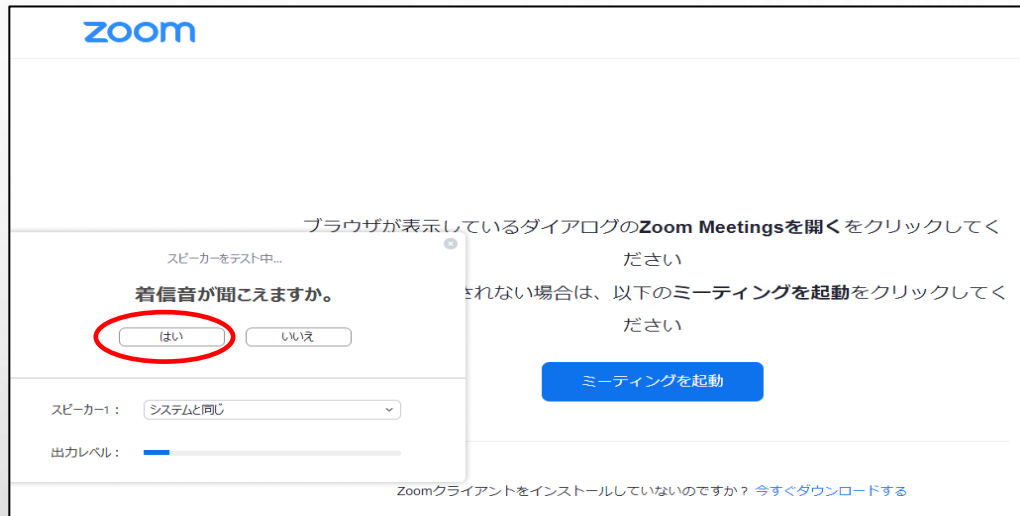 zoom
ブラウザが表示しているダイアログのZoom Meetingsを開くをクリックしてく
ださい
されない場合は、以下のミーティングを起動をクリックしてく
ださい
ミーティングを起動
Zoomクライアントをインストールしていないのですか？ 今すぐダウンロードする
スピーカーをテスト中...
着信音が聞こえますか。
はい いいえ
スピーカー1： システムと同じ
出力レベル：